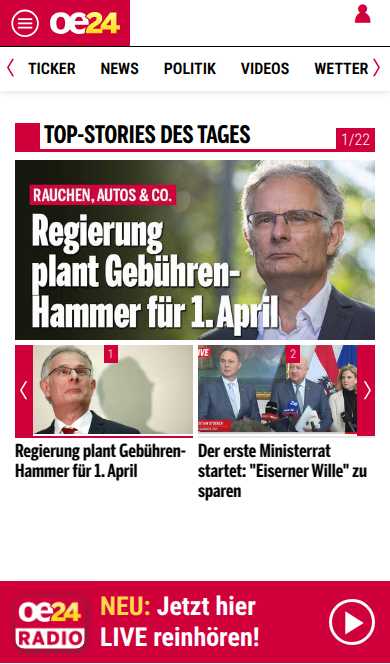 oe24
TICKER NEWS POLITIK VIDEOS WETTER
TOP-STORIES DES TAGES
1/22
RAUCHEN, AUTOS & CO.
Regierung
plant Gebühren-
Hammer für 1. April
1
LIVE
2
Regierung plant Gebühren-
Hammer für 1. April
Der erste Ministerrat
startet: "Eiserner Wille" zu
sparen
oe24
RADIO
NEU: Jetzt hier
LIVE reinhören!